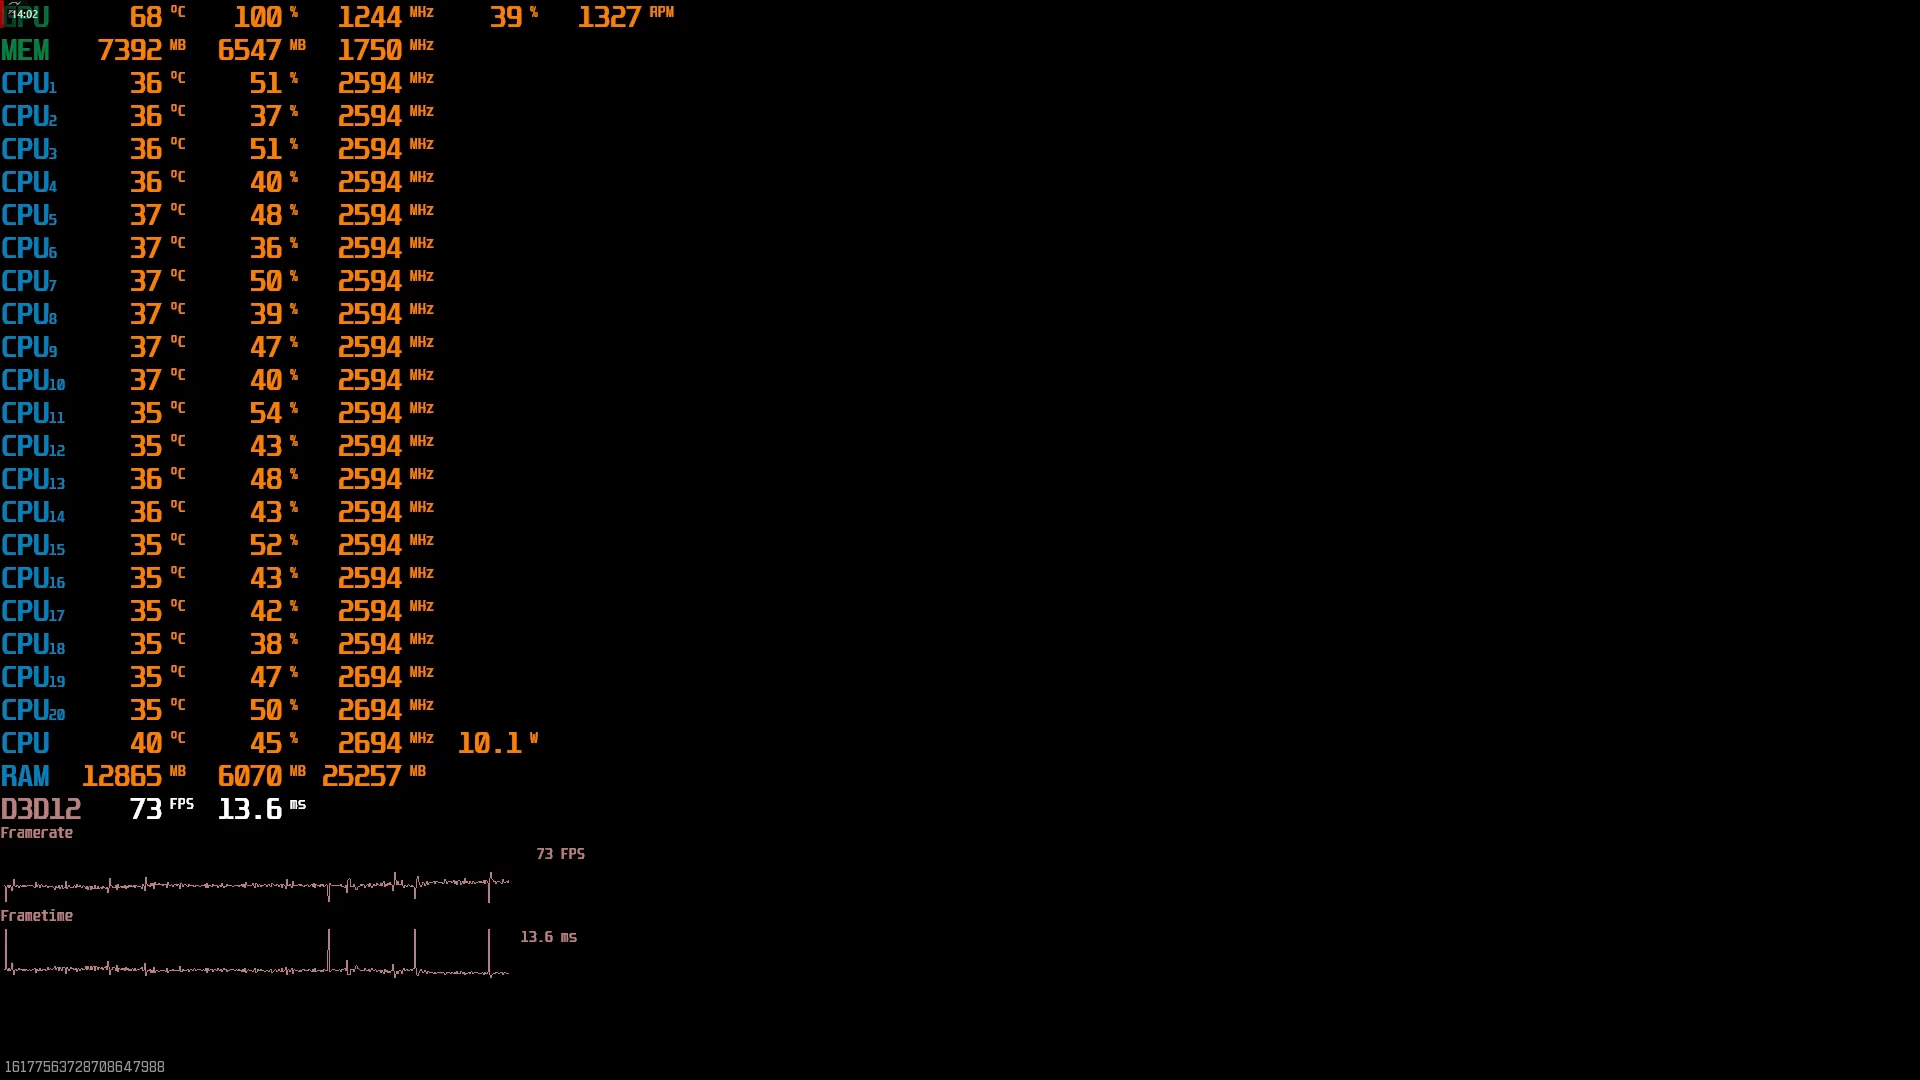 GPU 68 °C 100 % 1244 MHz 39 % 1327 RPM
14:02
MEM 7392 MB 6547 MB 1750 MHz
CPU1 36 °C 51 % 2594 MHz
CPU2 36 °C 37 % 2594 MHz
CPU3 36 °C 51 % 2594 MHz
CPU4 36 °C 40 % 2594 MHz
CPU5 37 °C 48 % 2594 MHz
CPU6 37 °C 36 % 2594 MHz
CPU7 37 °C 50 % 2594 MHz
CPU8 37 °C 39 % 2594 MHz
CPU9 37 °C 47 % 2594 MHz
CPU10 37 °C 40 % 2594 MHz
CPU11 35 °C 54 % 2594 MHz
CPU12 35 °C 43 % 2594 MHz
CPU13 36 °C 48 % 2594 MHz
CPU14 36 °C 43 % 2594 MHz
CPU15 35 °C 52 % 2594 MHz
CPU16 35 °C 43 % 2594 MHz
CPU17 35 °C 42 % 2594 MHz
CPU18 35 °C 38 % 2594 MHz
CPU19 35 °C 47 % 2694 MHz
CPU20 35 °C 50 % 2694 MHz
CPU 40 °C 45 % 2694 MHz 10.1 W
RAM 12865 MB 6070 MB 25257 MB
D3D12 73 FPS 13.6 ms
Framerate
73 FPS
Frametime
13.6 ms
16177563728708647988